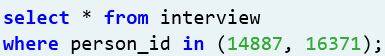 select * from interview
where person_id in (14887, 16371);